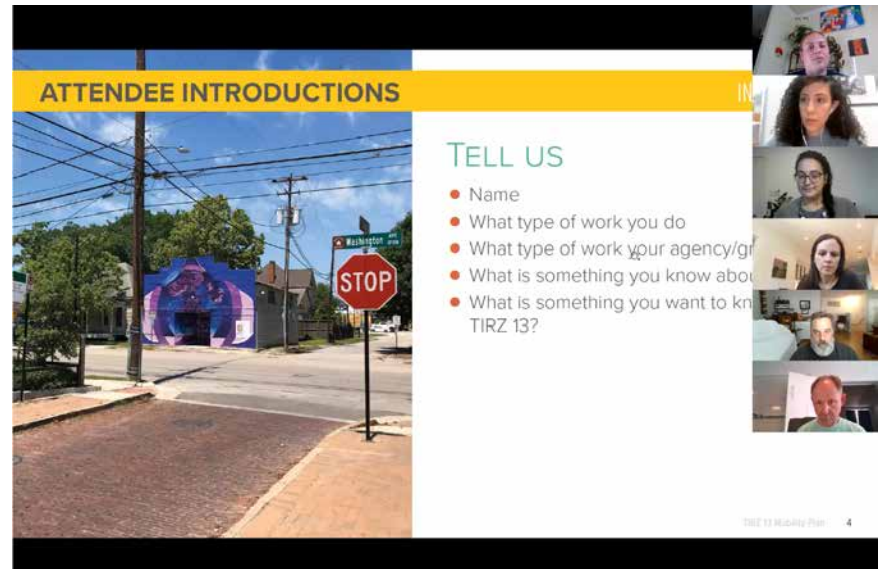 ATTENDEE INTRODUCTIONS
IN
TELL US
Name
What type of work you do
What type of work your agency/gr
What is something you know abou
What is something you want to kn
TIRZ 13?
Washington
STOP
TIRZ 13 Mobility Plan 4